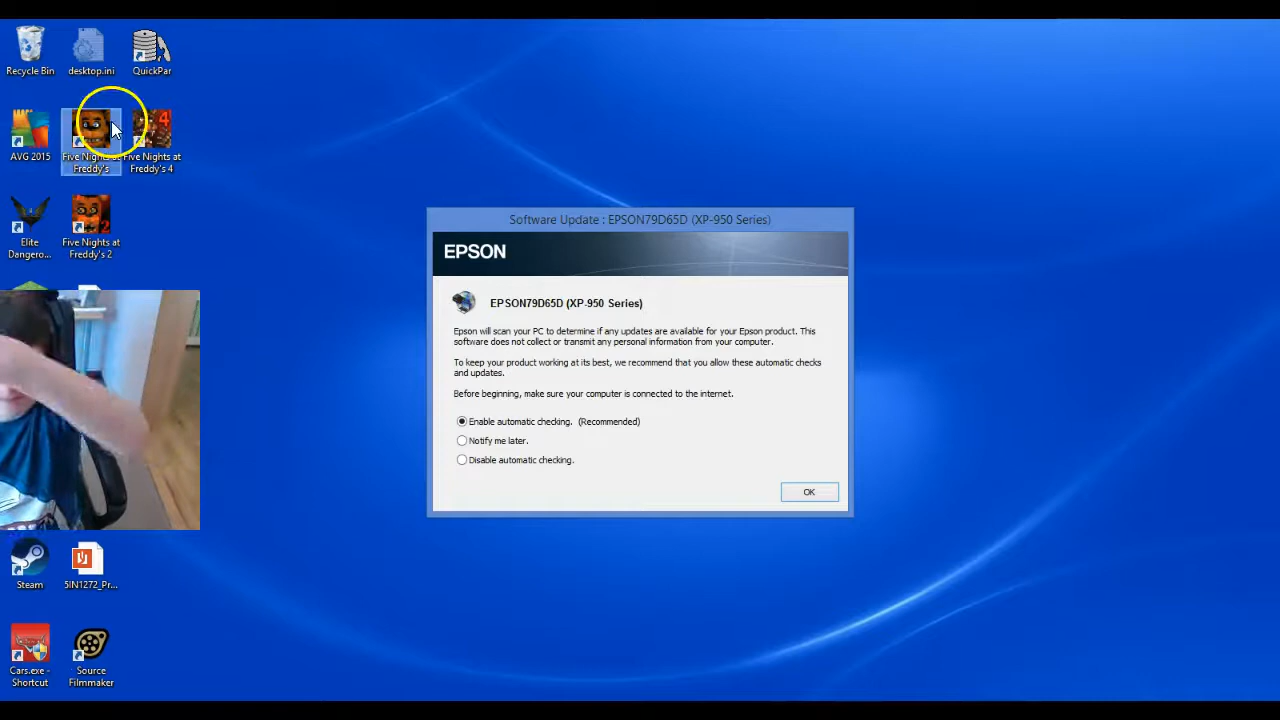 Recycle Bin
desktop.ini
QuickPar
AVG 2015
Five Nights at
Freddy's
Five Nights at
Freddy's 4
4
Elite
Dangero...
Five Nights at
Freddy's 2
2
Software Update : EPSON79D65D (XP-950 Series)
EPSON
EPSON79D65D (XP-950 Series)
Epson will scan your PC to determine if any updates are available for your Epson product. This
software does not collect or transmit any personal information from your computer.
To keep your product working at its best, we recommend that you allow these automatic checks
and updates.
Before beginning, make sure your computer is connected to the internet.
Enable automatic checking. (Recommended)
Notify me later.
Disable automatic checking.
OK
Steam
5IN1272_Pr...
Cars.exe -
Shortcut
Source
Filmmaker